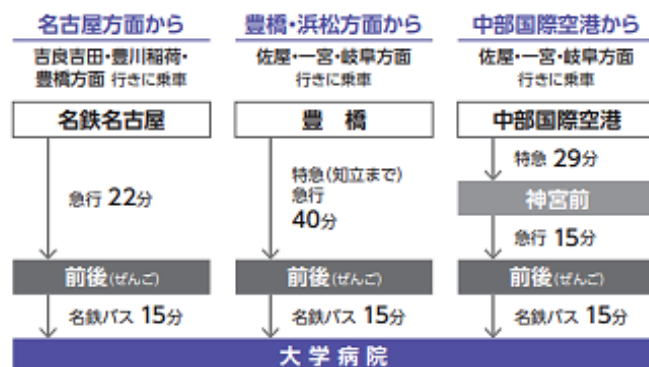 名古屋方面から
吉良吉田・豊川稲荷・
豊橋方面 行きに乗車
名鉄名古屋
急行 22分
前後(ぜんご)
名鉄バス 15分
豊橋・浜松方面から
佐屋・一宮・岐阜方面
行きに乗車
豊橋
特急(知立まで)
急行
40分
前後(ぜんご)
名鉄バス 15分
中部国際空港から
佐屋・一宮・岐阜方面
行きに乗車
中部国際空港
特急 29分
神宮前
急行 15分
前後(ぜんご)
名鉄バス 15分
大学病院